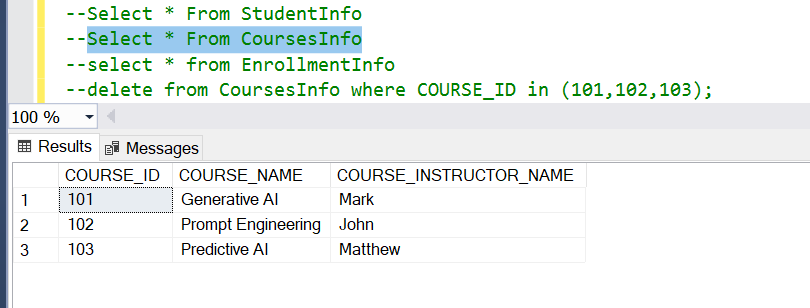 --Select * From StudentInfo
--Select * From CoursesInfo
--select * from EnrollmentInfo
--delete from CoursesInfo where COURSE_ID in (101,102,103);
100 %
Results Messages
COURSE_ID COURSE_NAME COURSE_INSTRUCTOR_NAME
1 101 Generative AI Mark
2 102 Prompt Engineering John
3 103 Predictive AI Matthew